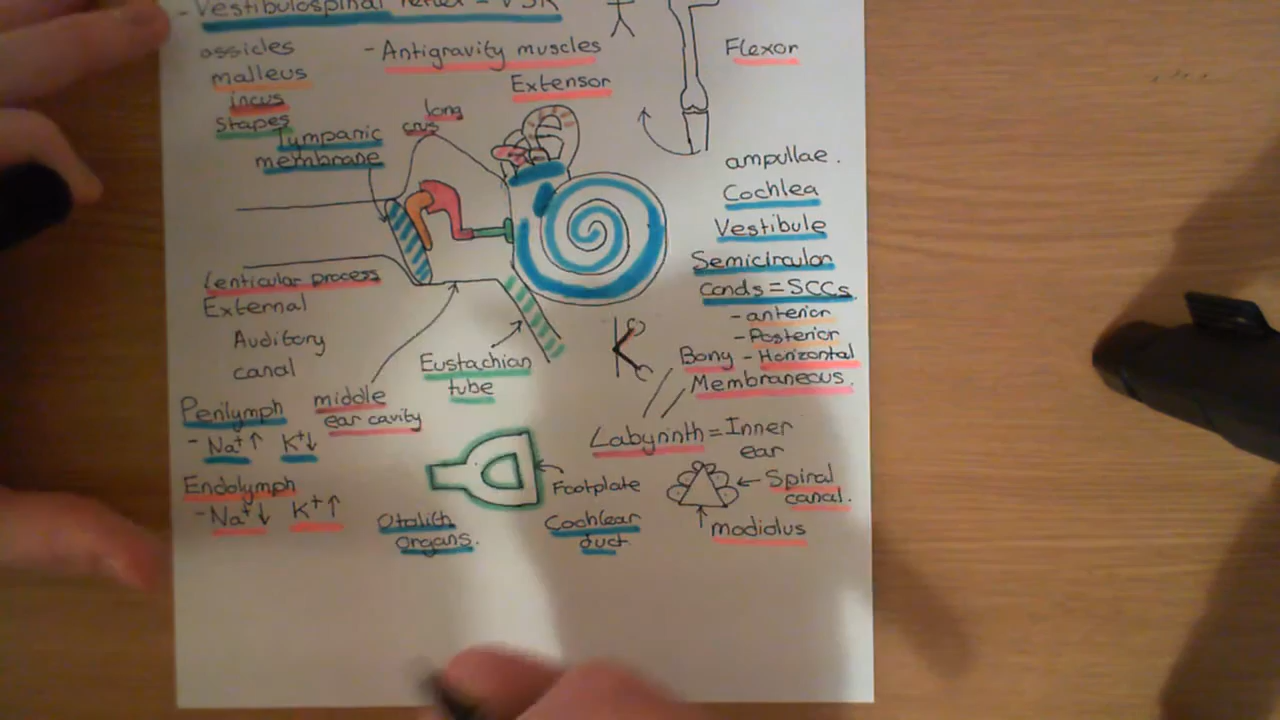 - Vestibulospinal reflex = VSR
ossicles
malleus
incus
Stapes
- Antigravity muscles
Extensor
Flexor
long
crus
Tympanic
membrane
ampullae.
Cochlea
Vestibule
Semicircular
Canals = SCCs
- anterior
- Posterior
- Horizontal
Bony
Membraneous.
Labyrinth = Inner
ear
Lenticular process
External
Auditory
canal
Eustachian
tube
middle
ear cavity
Perilymph
- Na+↑ K+↓
Endolymph
- Na+↓ K+↑
Otolith
Organs.
Footplate
Cochlear
duct
Spiral
canal.
modiolus